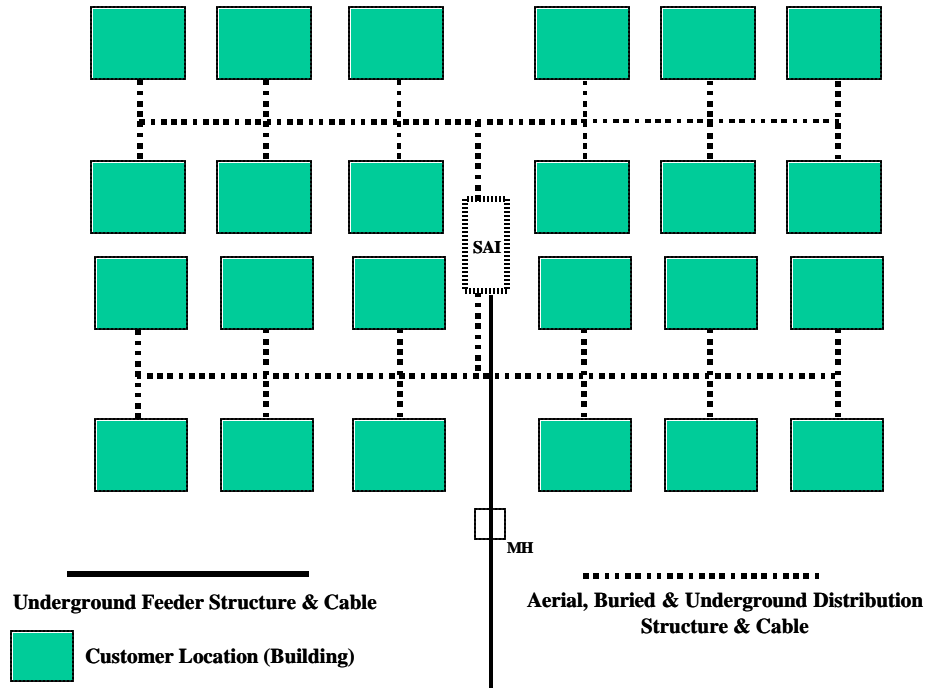 SAI
MH
Underground Feeder Structure & Cable
Aerial, Buried & Underground Distribution
Structure & Cable
Customer Location (Building)